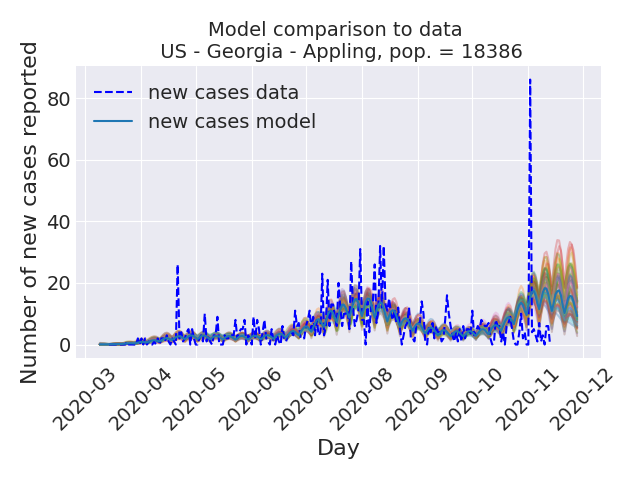 Model comparison to data
US - Georgia - Appling, pop. = 18386
Number of new cases reported
80
60
40
20
0
new cases data
new cases model
2020-03
2020-04
2020-05
2020-06
2020-07
2020-08
2020-09
2020-10
2020-11
2020-12
Day